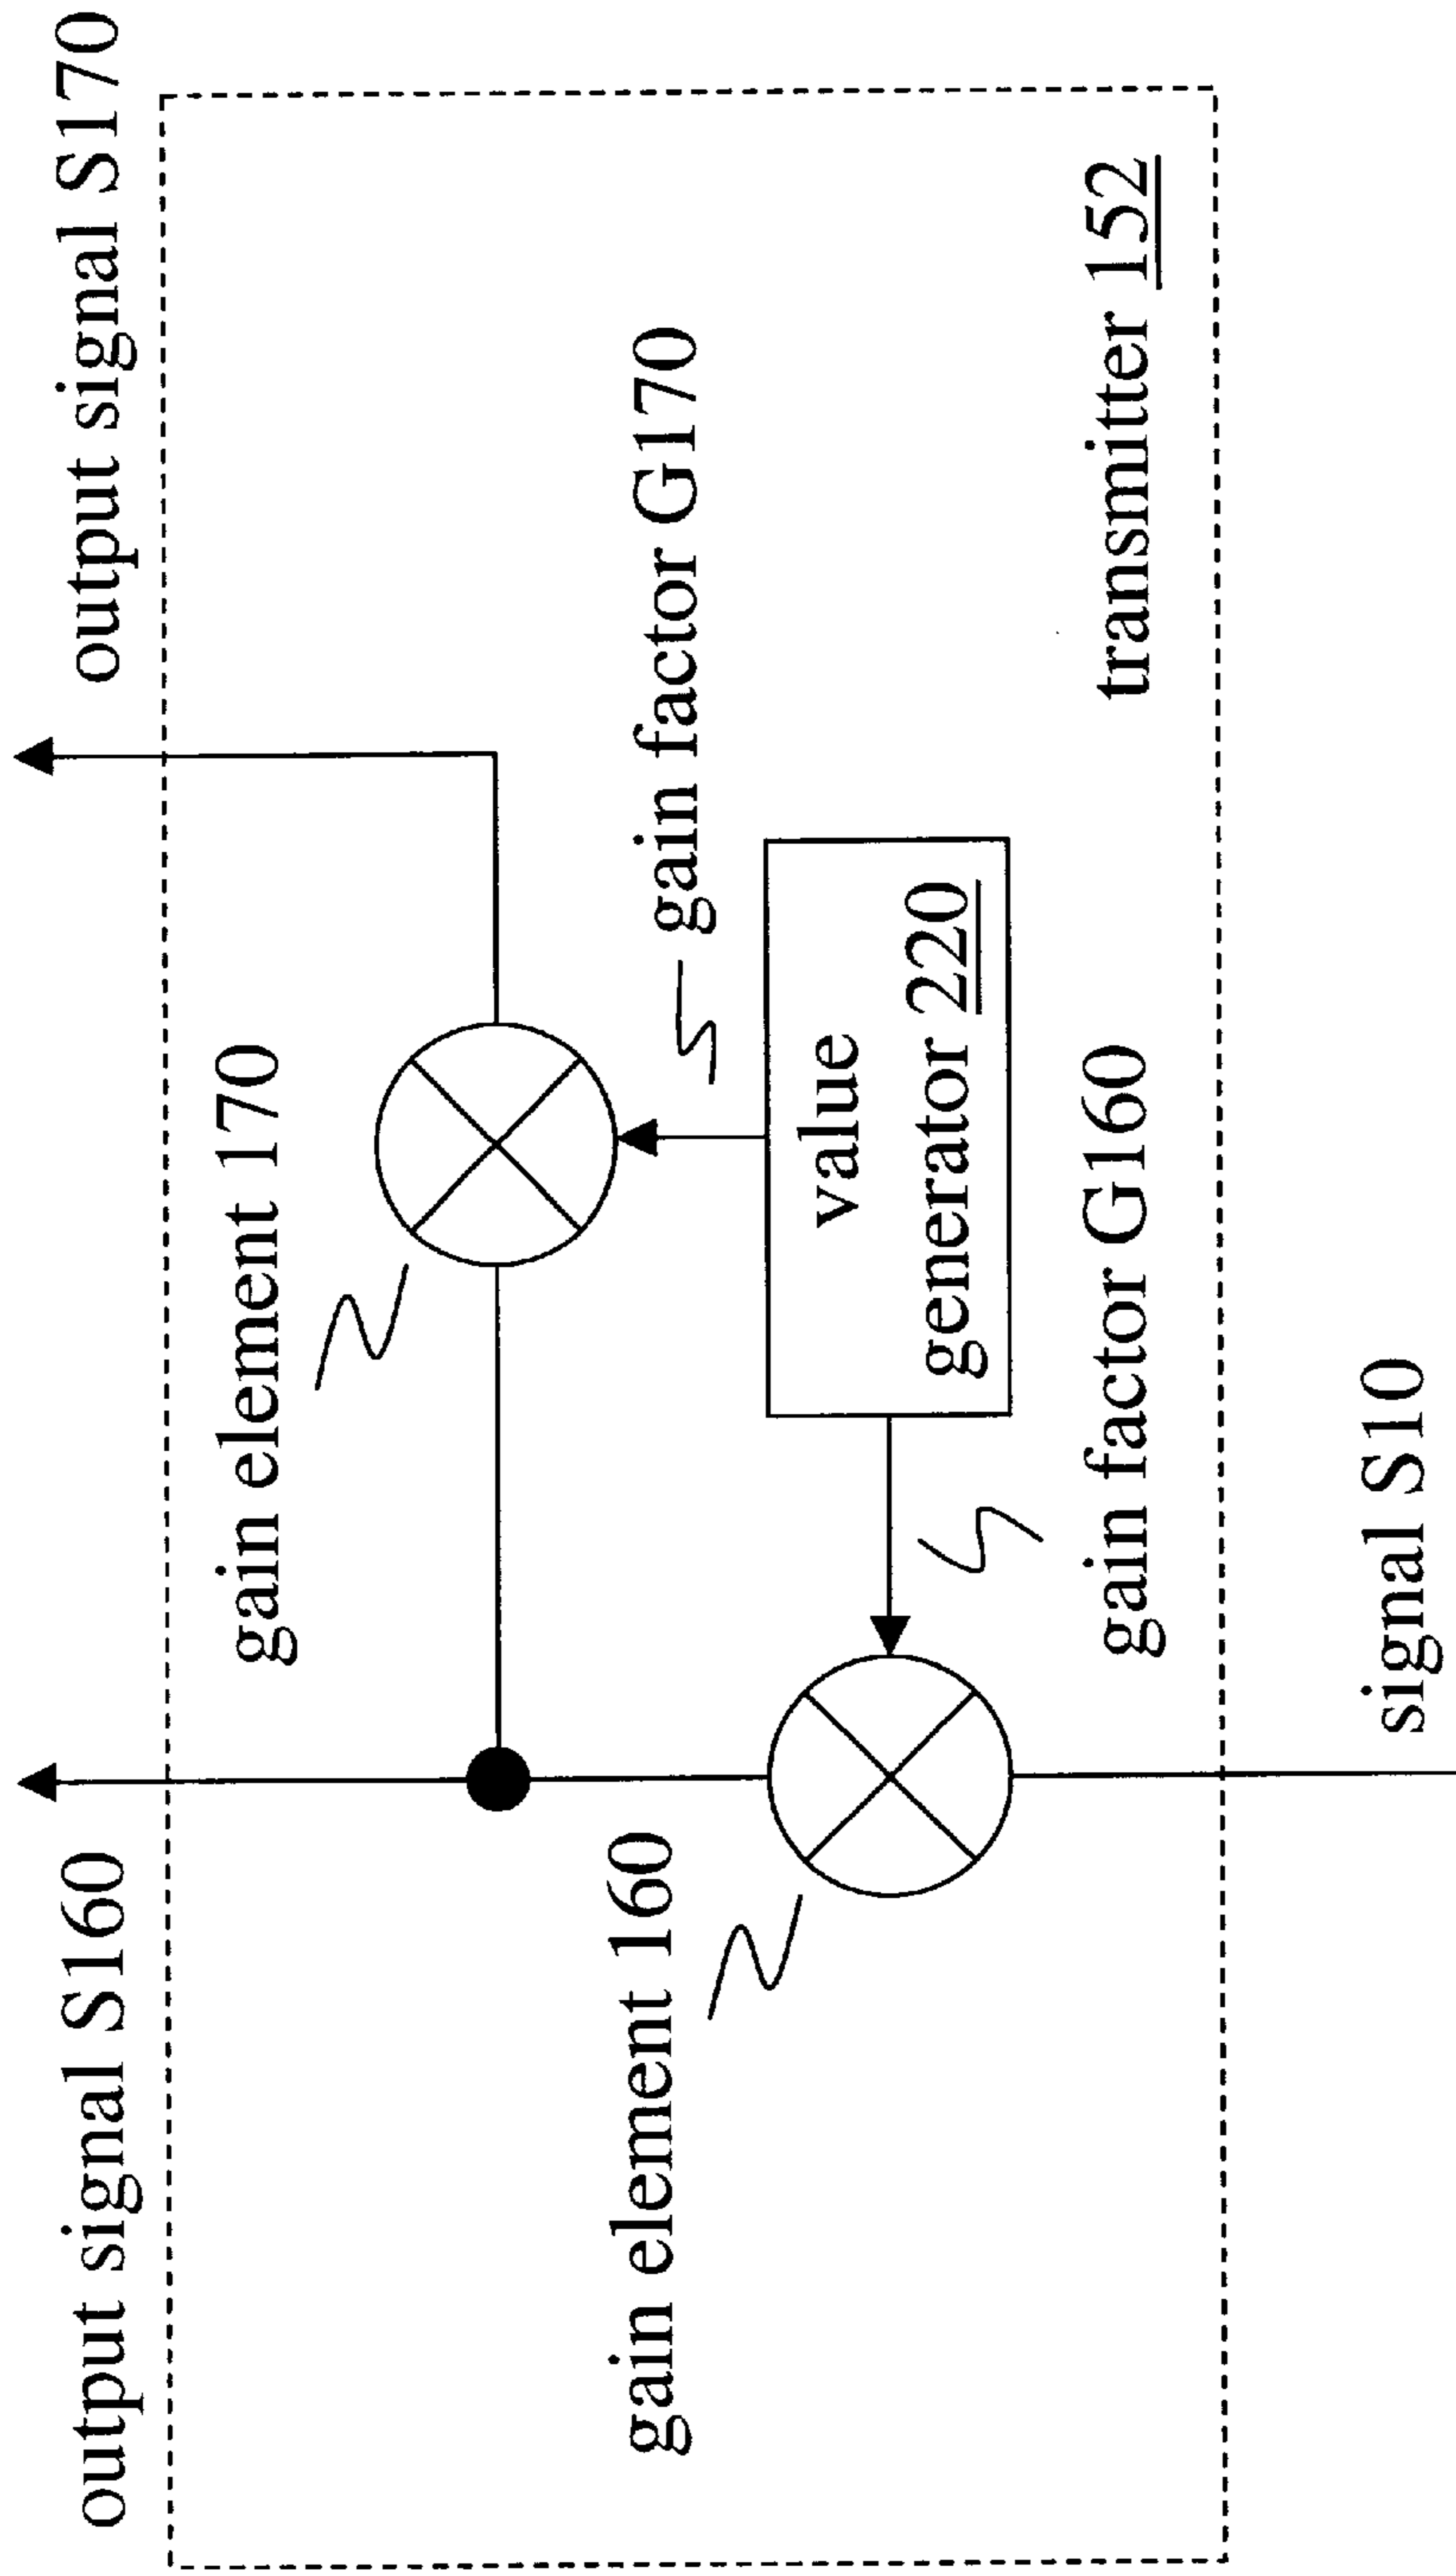 output signal S160
output signal S170
gain element 170
gain element 160
gain factor G170
value
generator 220
gain factor G160
transmitter 152
signal S10